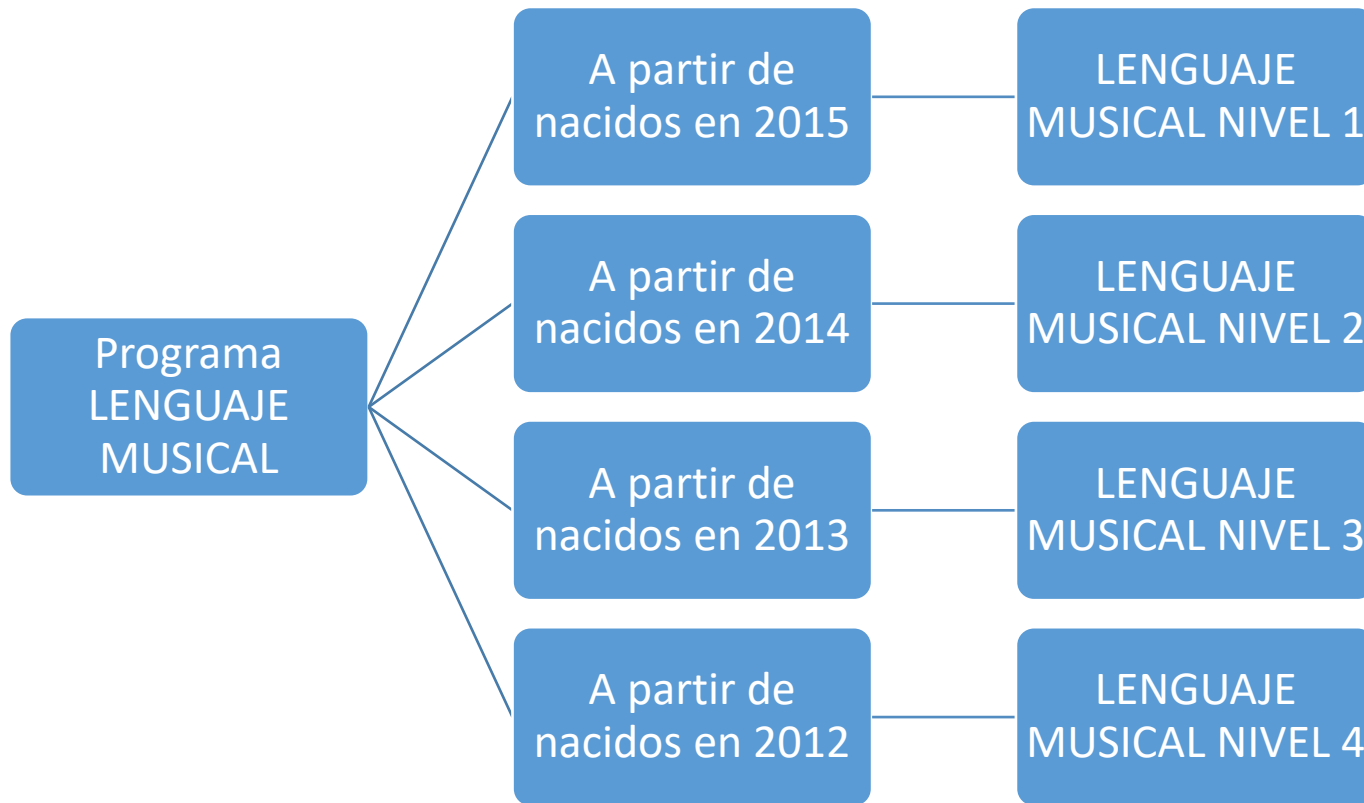 Programa
LENGUAJE
MUSICAL
A partir de
nacidos en 2015
LENGUAJE
MUSICAL NIVEL 1
A partir de
nacidos en 2014
LENGUAJE
MUSICAL NIVEL 2
A partir de
nacidos en 2013
LENGUAJE
MUSICAL NIVEL 3
A partir de
nacidos en 2012
LENGUAJE
MUSICAL NIVEL 4